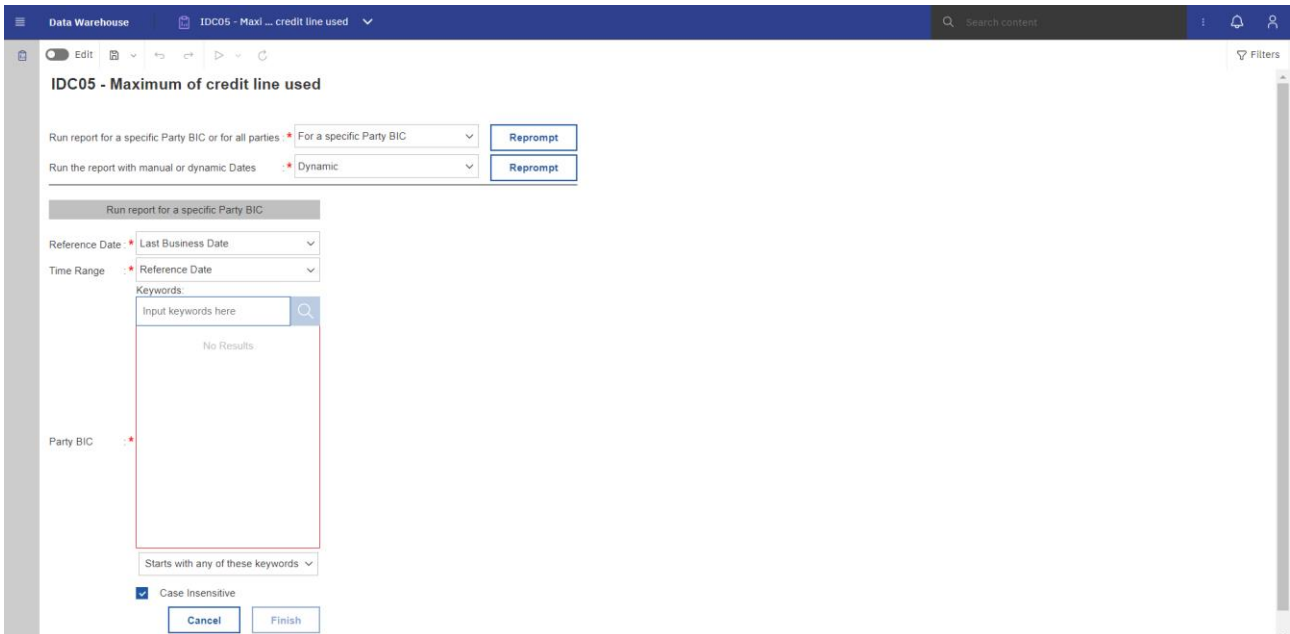 Data Warehouse
IDC05 - Maxi ... credit line used
Search content
Edit
Filters
IDC05 - Maximum of credit line used
Run report for a specific Party BIC or for all parties : * For a specific Party BIC Reprompt
Run the report with manual or dynamic Dates : * Dynamic Reprompt
Run report for a specific Party BIC
Reference Date : * Last Business Date
Time Range : * Reference Date
Keywords:
Input keywords here
No Results
Party BIC : *
Starts with any of these keywords
Case Insensitive
Cancel Finish